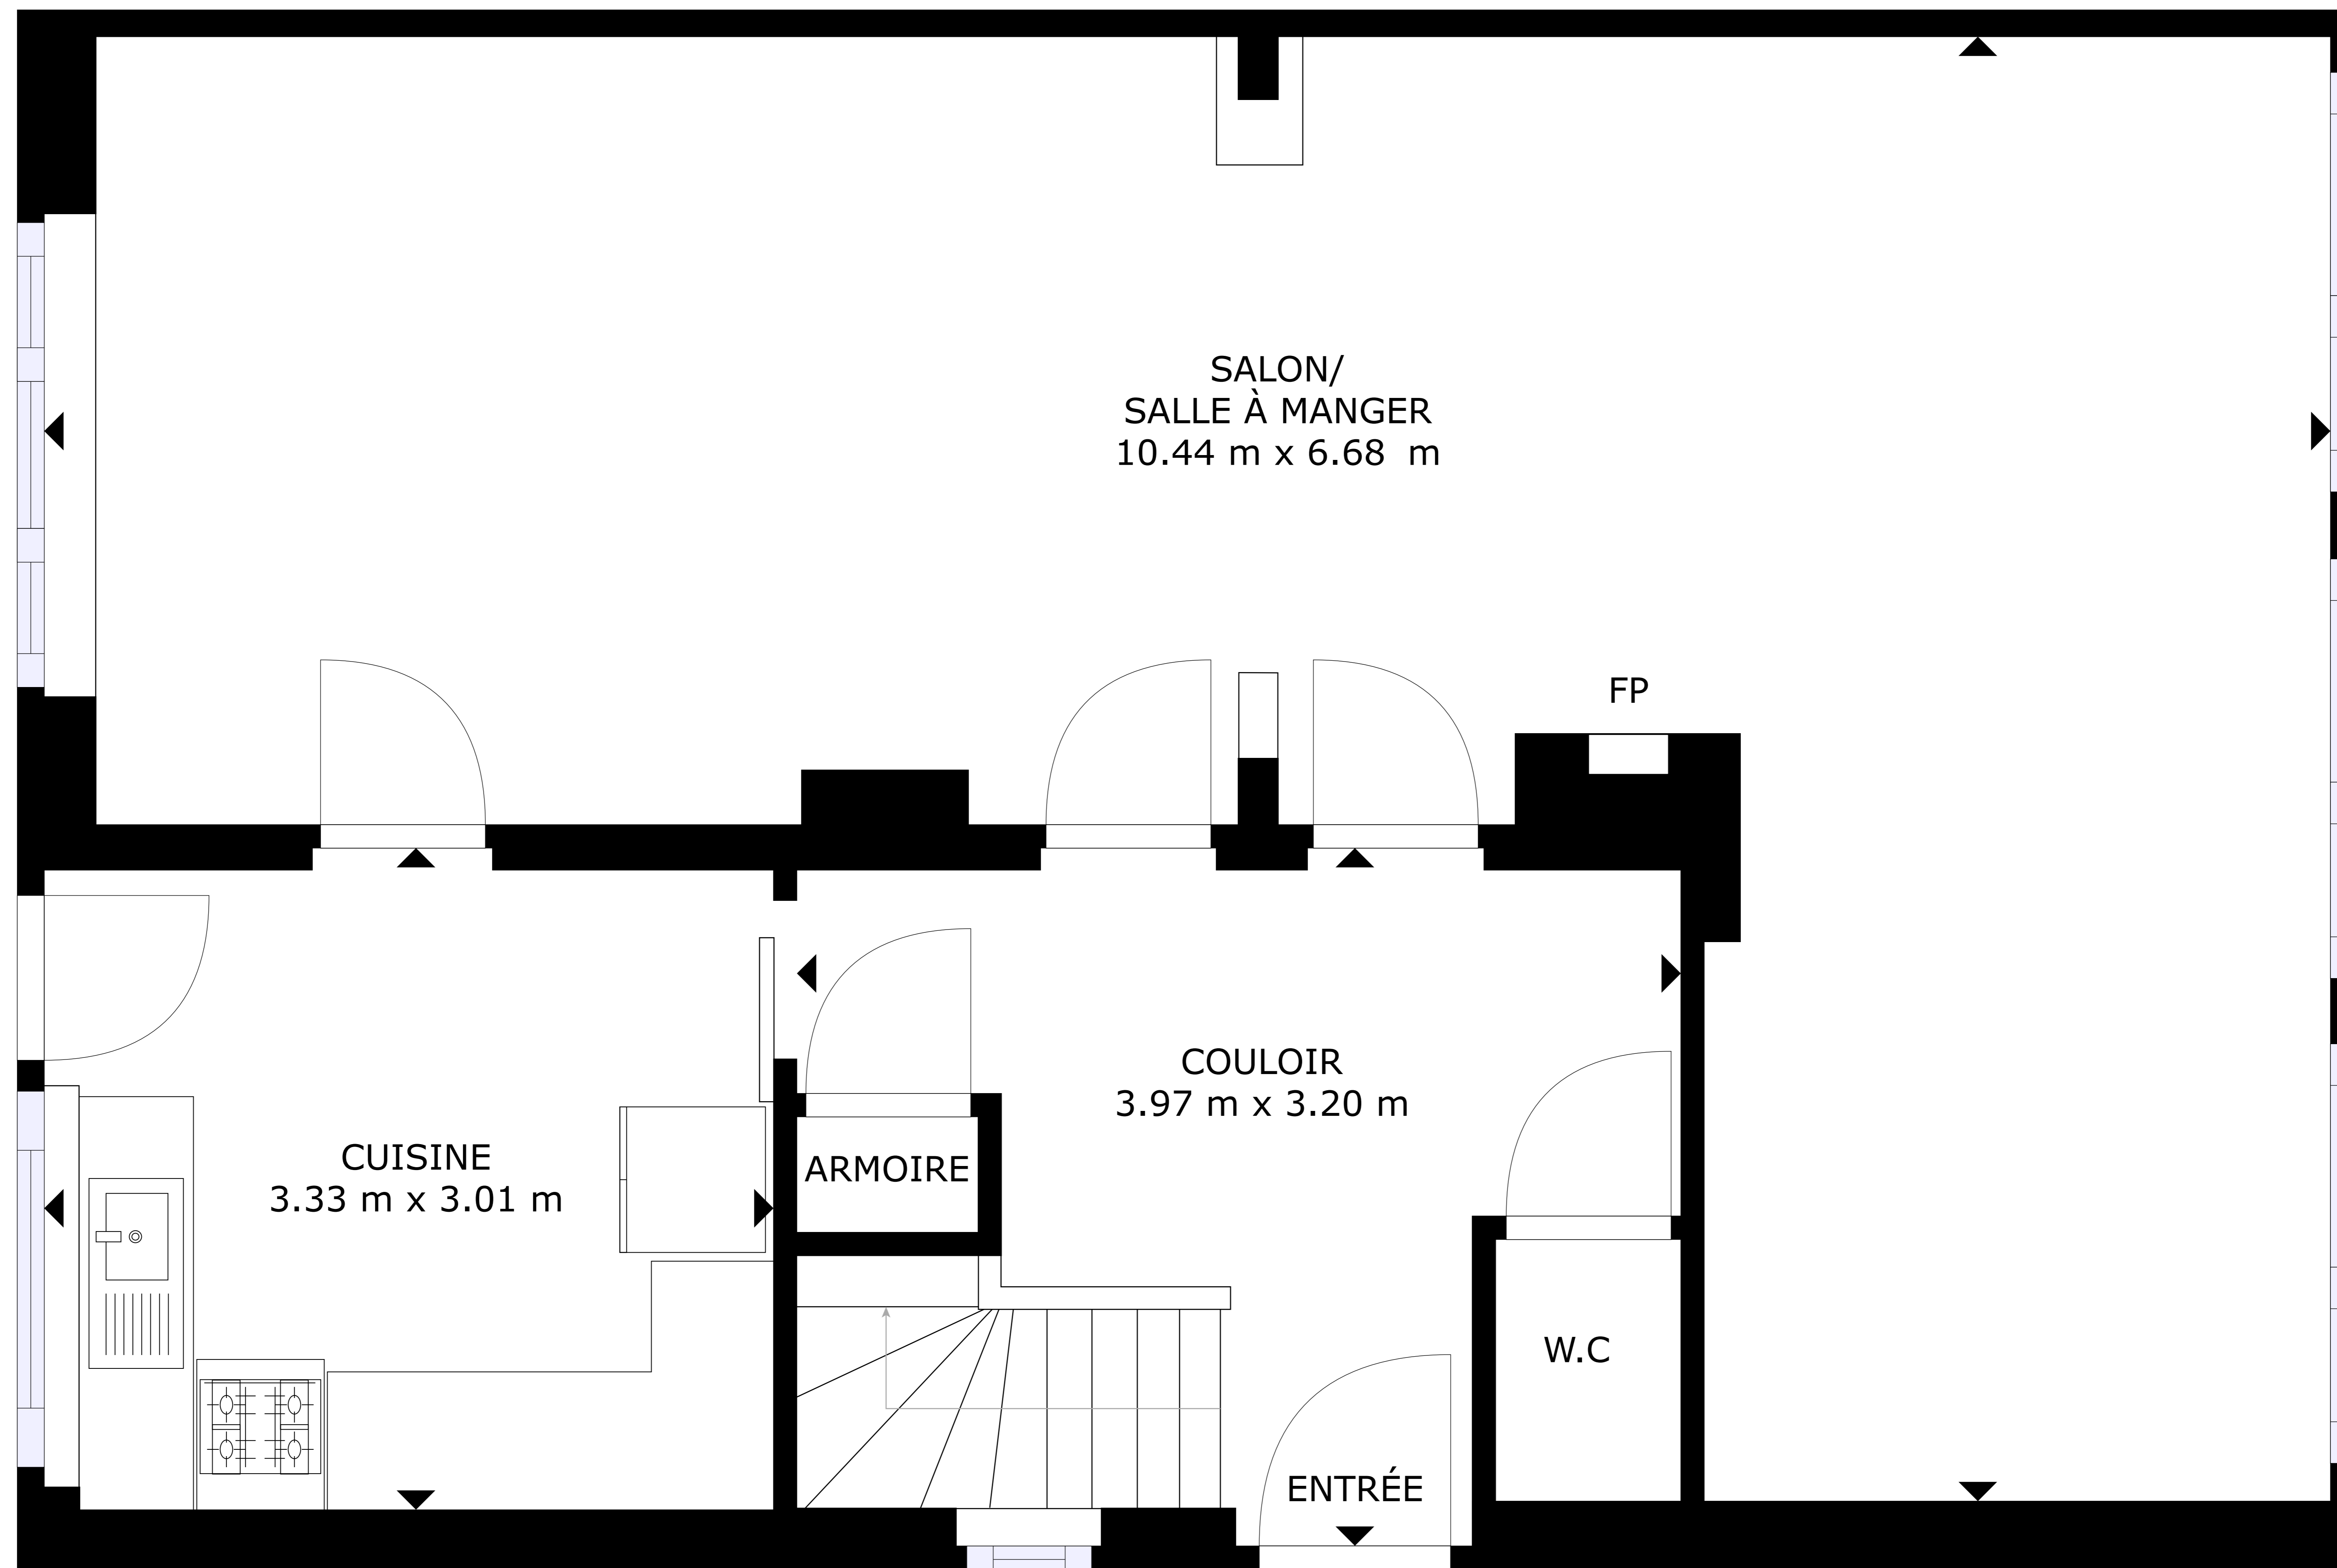 SALON/
SALLE À MANGER
10.44 m x 6.68 m
FP
COULOIR
3.97 m x 3.20 m
CUISINE
3.33 m x 3.01 m
ARMOIRE
W.C
ENTRÉE